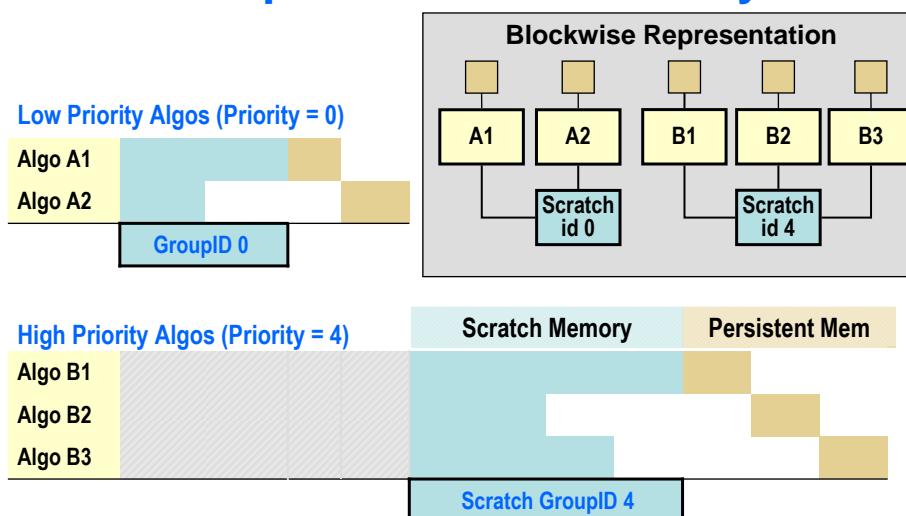 Blockwise Representation
A1
A2
B1
B2
B3
Scratch
id 0
Scratch
id 4
Low Priority Algos (Priority = 0)
Algo A1
Algo A2
GroupID 0
High Priority Algos (Priority = 4)
Scratch Memory
Persistent Mem
Algo B1
Algo B2
Algo B3
Scratch GroupID 4